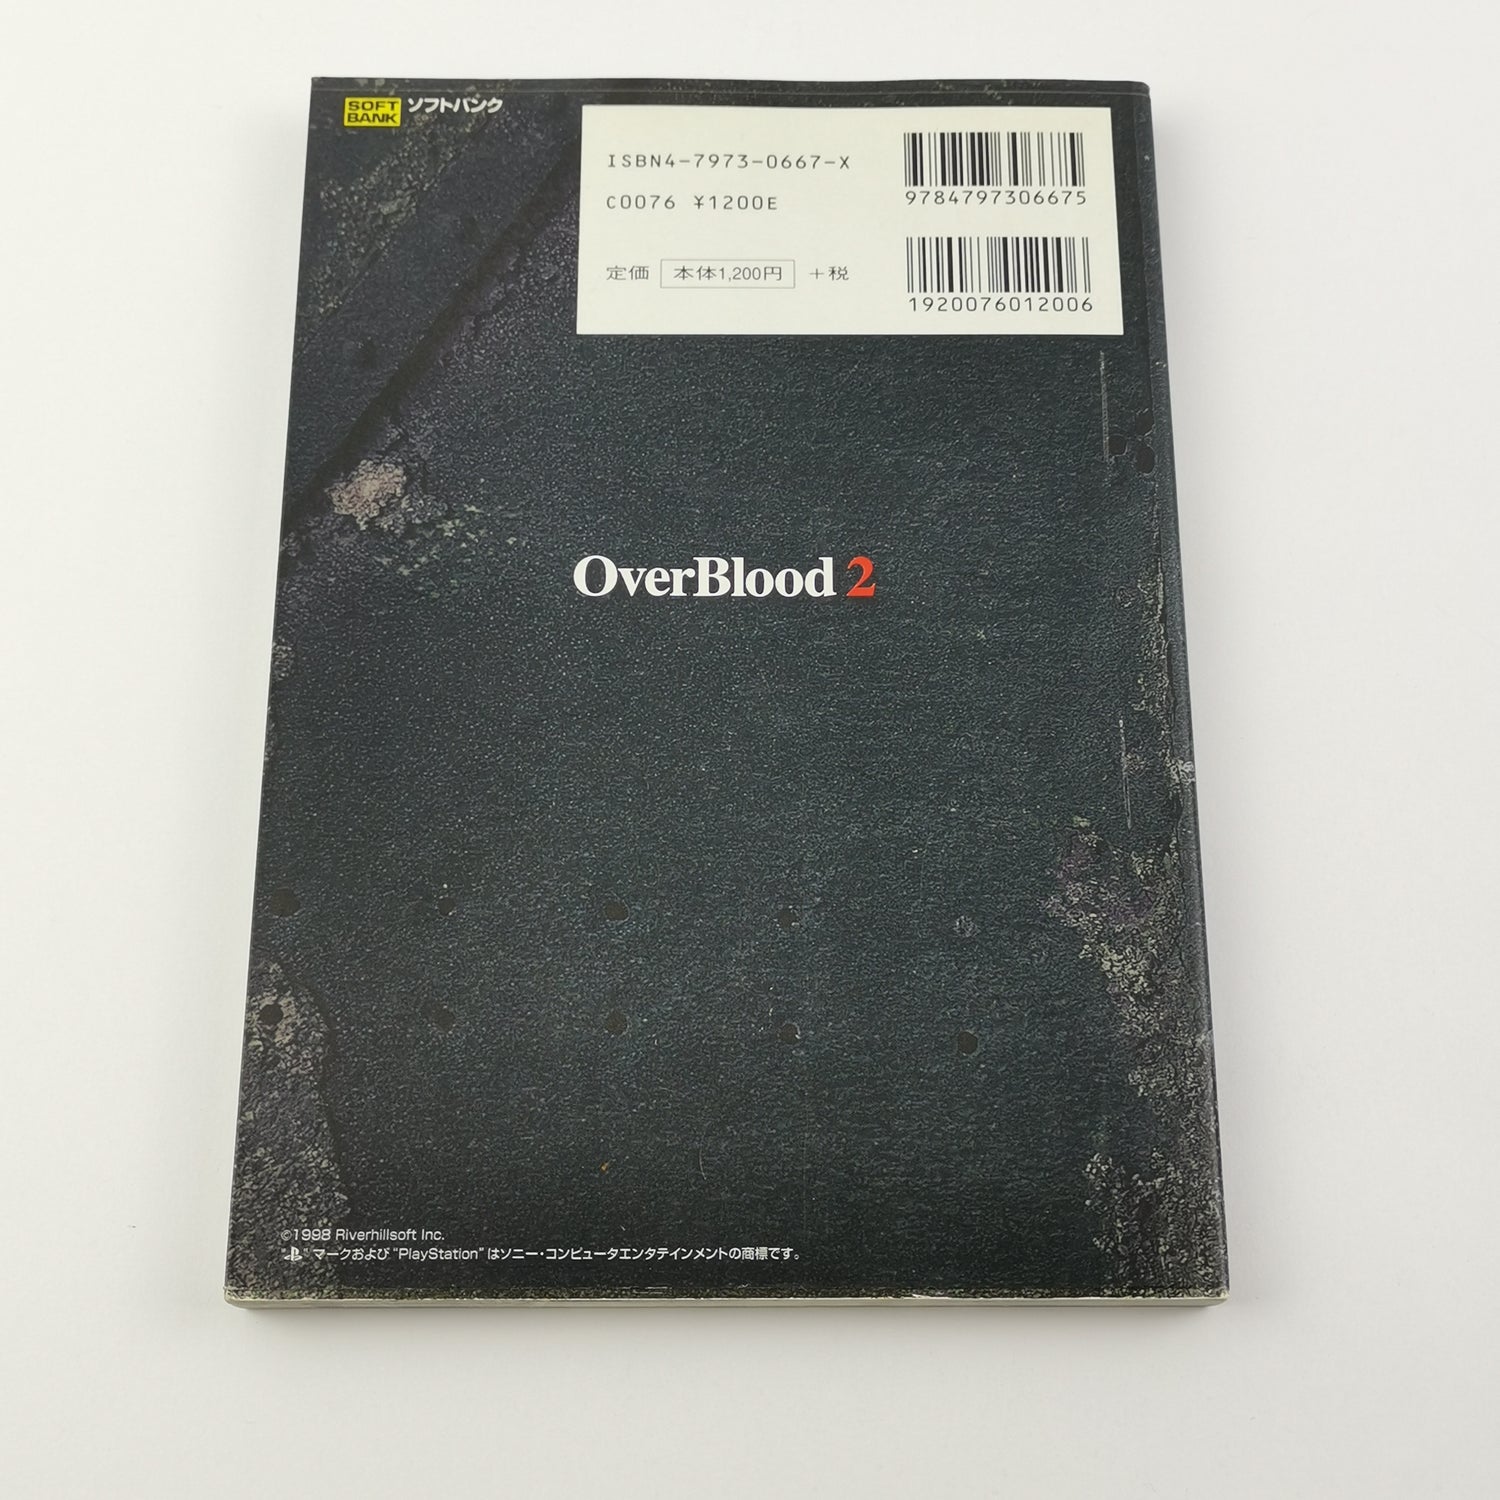 SOFT
BANK
ソフトバンク
ISBN4-7973-0667-X
C0076 ¥1200E
定価 本体1,200円 +税
9784797306675
1920076012006
OverBlood 2
©1998 Riverhillsoft Inc.
マークおよび“PlayStation”はソニー・コンピュータエンタテインメントの商標です。